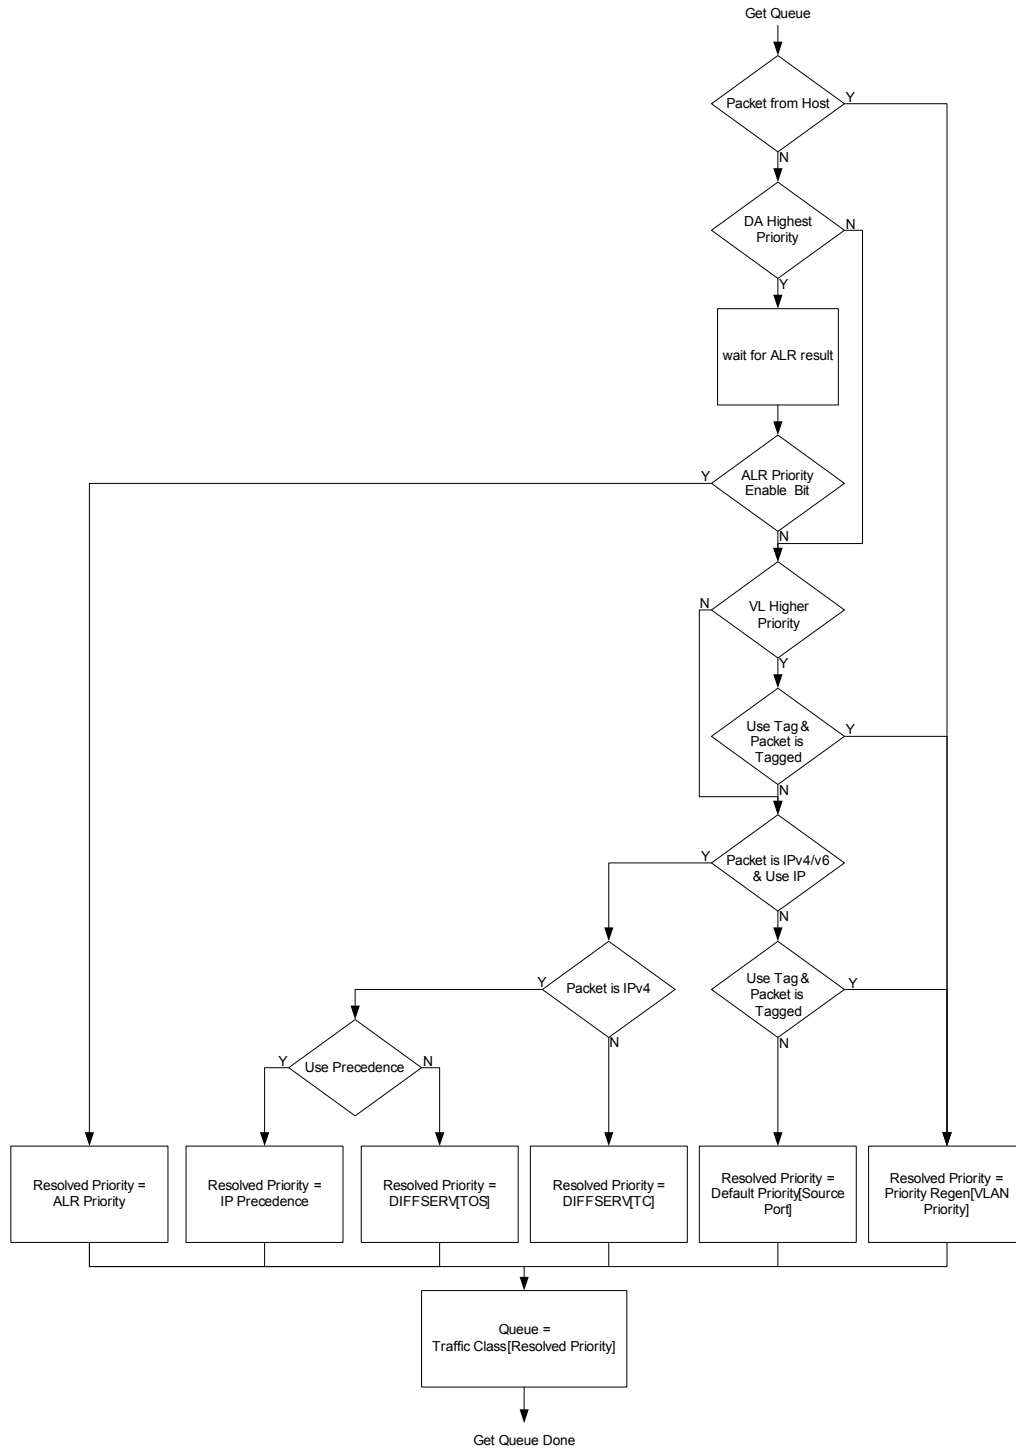 Get Queue
Packet from Host
Y
N
DA Highest
Priority
N
Y
wait for ALR result
ALR Priority
Enable Bit
Y
N
VL Higher
Priority
N
Y
Use Tag &
Packet is
Tagged
Y
N
Packet is IPv4/v6
& Use IP
Y
N
Packet is IPv4
Y
N
Use Tag &
Packet is
Tagged
Y
N
Use Precedence
Y
N
Resolved Priority =
ALR Priority
Resolved Priority =
IP Precedence
Resolved Priority =
DIFFSERV[TOS]
Resolved Priority =
DIFFSERV[TC]
Resolved Priority =
Default Priority[Source
Port]
Resolved Priority =
Priority Regen[VLAN
Priority]
Queue =
Traffic Class[Resolved Priority]
Get Queue Done